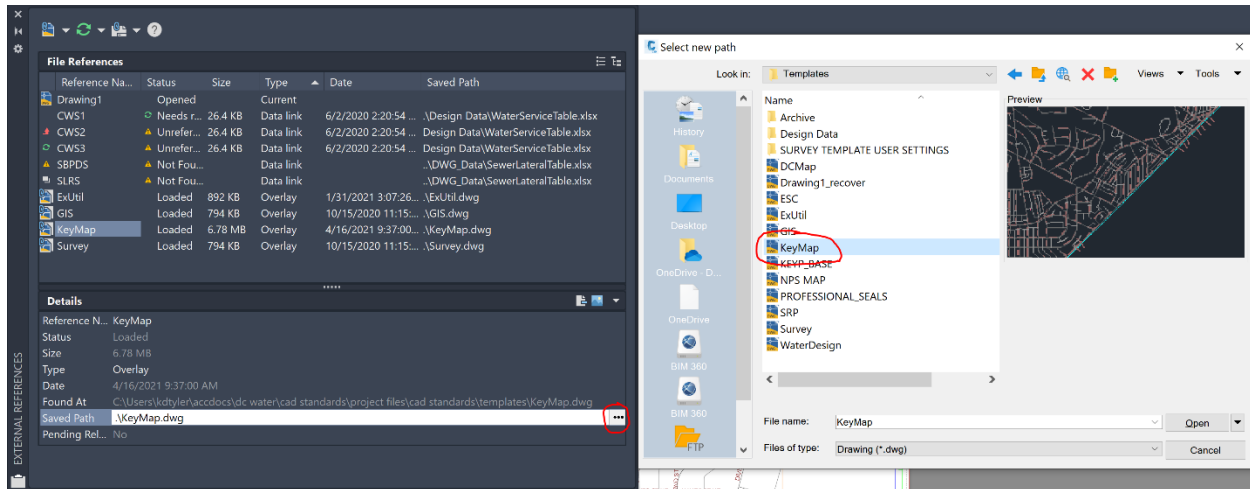 File References
Reference Na... Status Size Type Date Saved Path
Drawing1 Opened Current
CWS1 Needs r... 26.4 KB Data link 6/2/2020 2:20:54 ... .\Design Data\WaterServiceTable.xlsx
CWS2 Unrefer... 26.4 KB Data link 6/2/2020 2:20:54 ... Design Data\WaterServiceTable.xlsx
CWS3 Unrefer... 26.4 KB Data link 6/2/2020 2:20:54 ... Design Data\WaterServiceTable.xlsx
SBPDS Not Fou... Data link ..\DWG_Data\SewerLateralTable.xlsx
SLRS Not Fou... Data link ..\DWG_Data\SewerLateralTable.xlsx
ExUtil Loaded 892 KB Overlay 1/31/2021 3:07:26... .\ExUtil.dwg
GIS Loaded 794 KB Overlay 10/15/2020 11:15:... .\GIS.dwg
KeyMap Loaded 6.78 MB Overlay 4/16/2021 9:37:00... .\KeyMap.dwg
Survey Loaded 794 KB Overlay 10/15/2020 11:15:... .\Survey.dwg
Details
Reference N... KeyMap
Status Loaded
Size 6.78 MB
Type Overlay
Date 4/16/2021 9:37:00 AM
Found At C:\Users\kdtyler\accdocs\dc water\cad standards\project files\cad standards\templates\KeyMap.dwg
Saved Path .\KeyMap.dwg
Pending Rel... No
EXTERNAL REFERENCES
Select new path
Look in: Templates Views Tools
History
Documents
Desktop
OneDrive - D...
OneDrive
BIM 360
BIM 360
FTP
Name
Archive
Design Data
SURVEY TEMPLATE USER SETTINGS
DCMap
Drawing1_recover
ESC
ExUtil
GIS
KeyMap
KEYP_BASE
NPS MAP
PROFESSIONAL_SEALS
SRP
Survey
WaterDesign
Preview
File name: KeyMap Open
Files of type: Drawing (*.dwg) Cancel